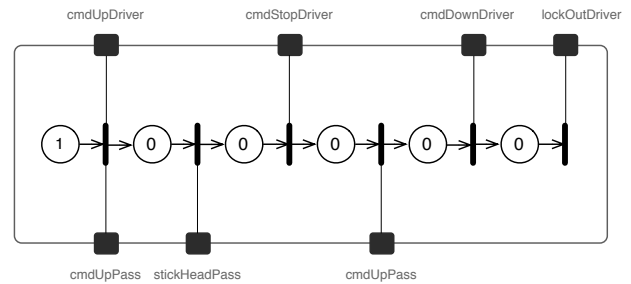 cmdUpDriver cmdStopDriver cmdDownDriver lockOutDriver
1 0 0 0 0 0
cmdUpPass stickHeadPass cmdUpPass